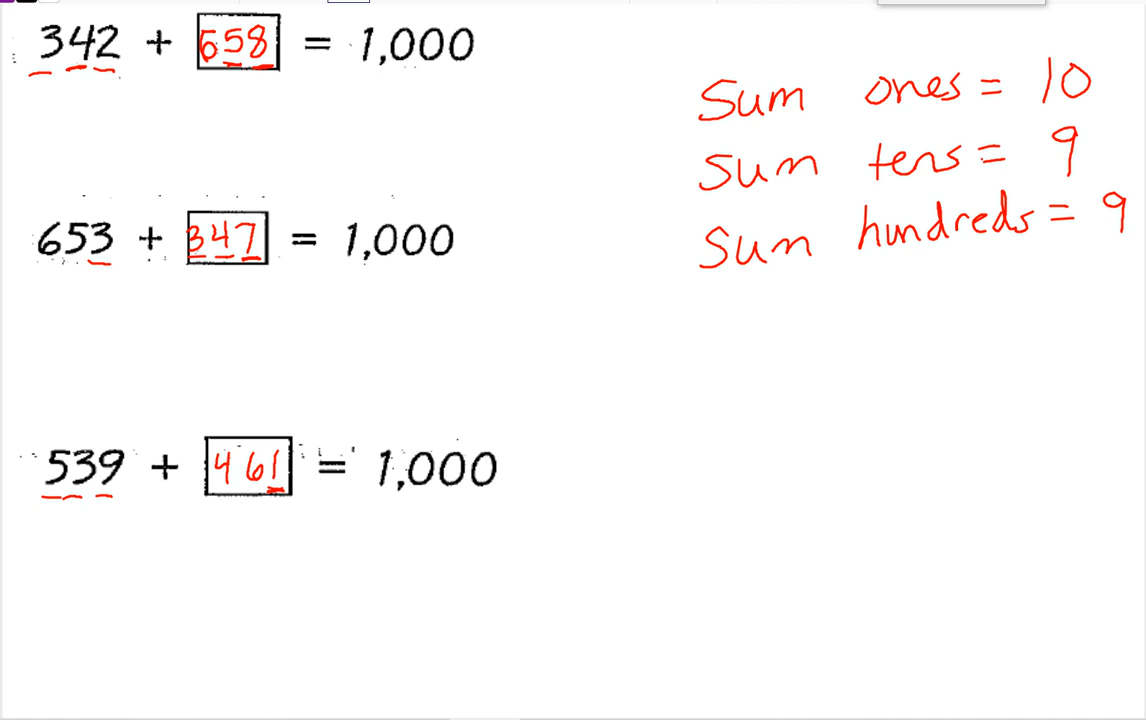 342 + 658 = 1,000
Sum ones = 10
Sum tens = 9
Sum hundreds = 9
653 + 347 = 1,000
539 + 461 = 1,000